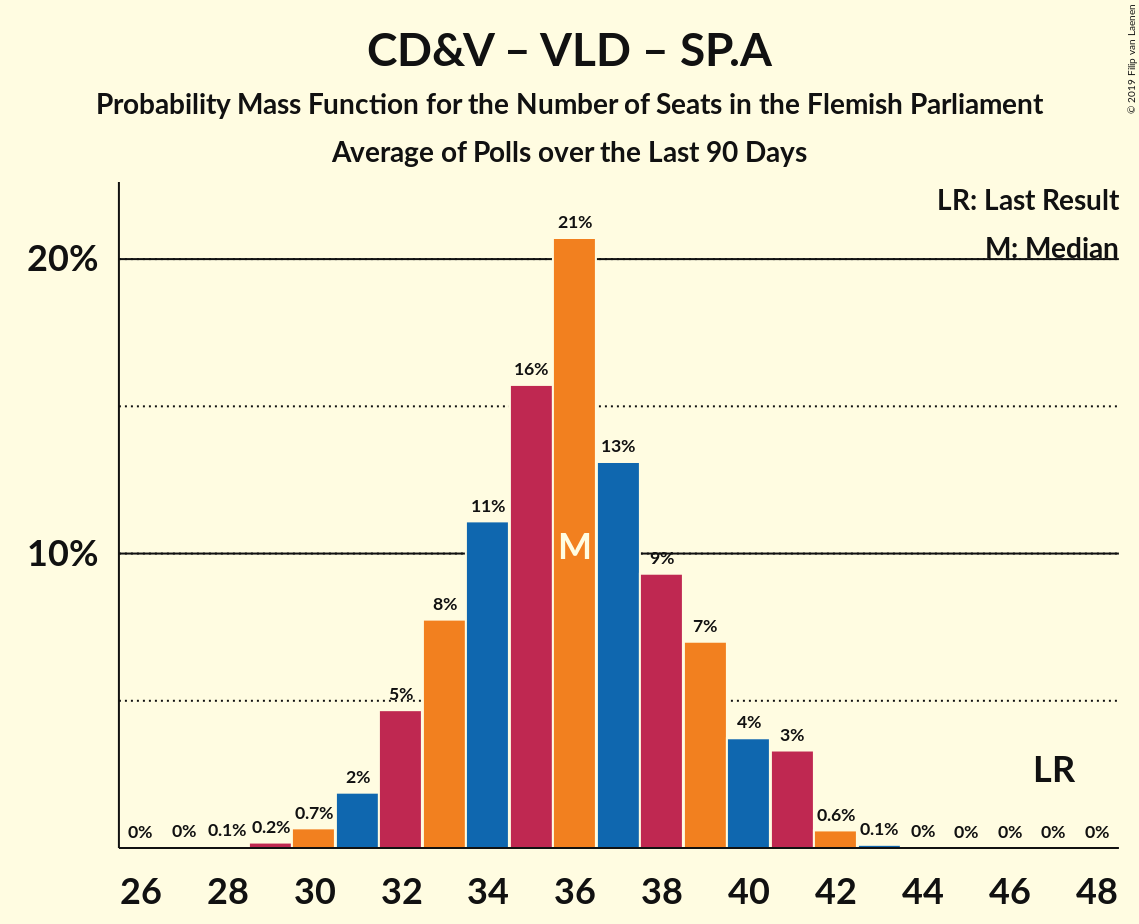 CD&V – VLD – SP.A
Probability Mass Function for the Number of Seats in the Flemish Parliament
Average of Polls over the Last 90 Days
© 2019 Filip van Laenen
LR: Last Result
M: Median
20%
10%
0%
0%
0.1%
0.2%
0.7%
2%
5%
8%
11%
16%
21%
13%
9%
7%
4%
3%
0.6%
0.1%
0%
0%
0%
0%
0%
M
LR
26 28 30 32 34 36 38 40 42 44 46 48